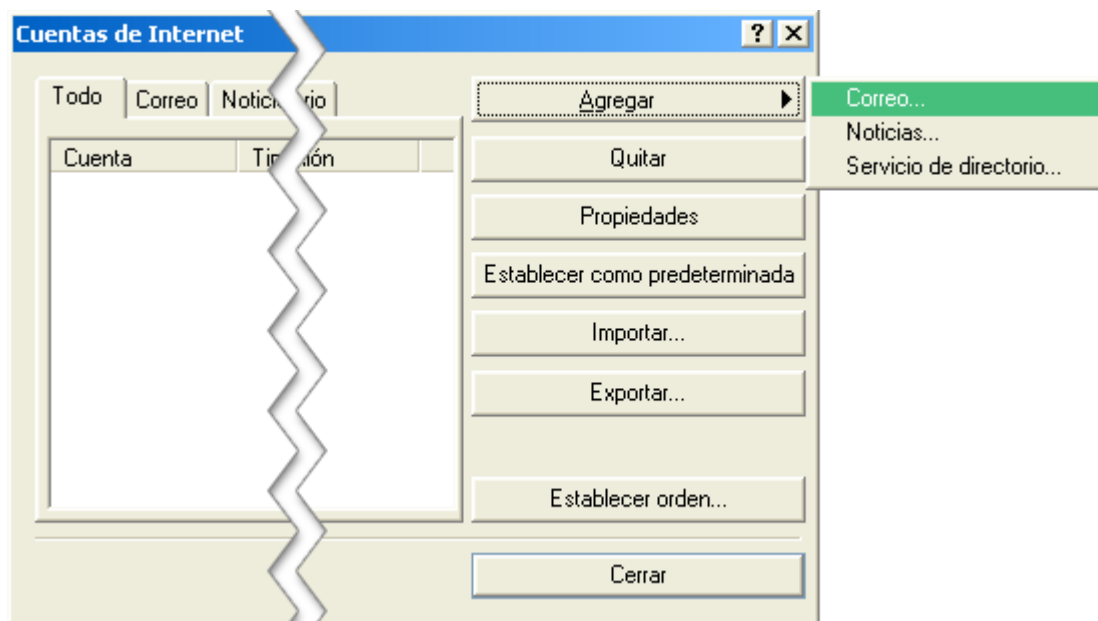 Cuentas de Internet
Todo Correo
Agregar
Correo...
Noticias...
Servicio de directorio...
Cuenta
Quitar
Propiedades
Establecer como predeterminada
Importar...
Exportar...
Establecer orden...
Cerrar